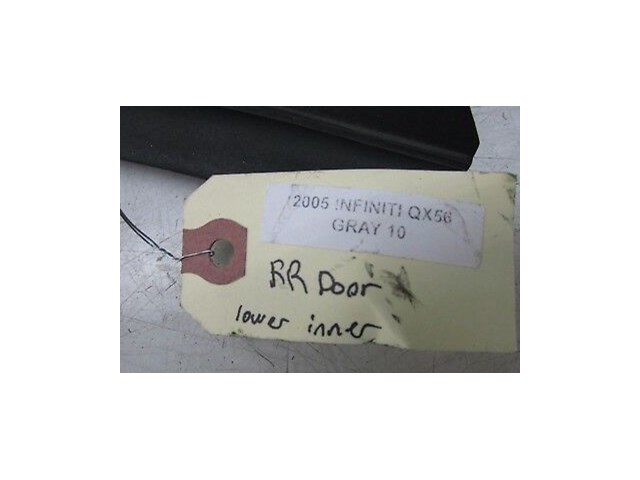 2005 INFINITI QX56
GRAY 10
RR Door
lower inner